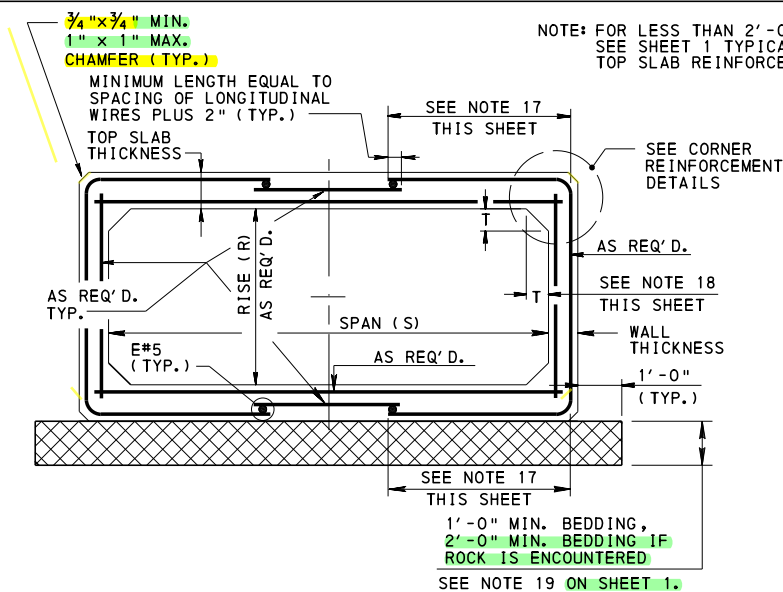 3/4"x3/4" MIN.
1" x 1" MAX.
CHAMFER (TYP.)
NOTE: FOR LESS THAN 2'-0
SEE SHEET 1 TYPICA
TOP SLAB REINFORCE
MINIMUM LENGTH EQUAL TO
SPACING OF LONGITUDINAL
WIRES PLUS 2" (TYP.)
SEE NOTE 17
THIS SHEET
TOP SLAB
THICKNESS
SEE CORNER
REINFORCEMENT
DETAILS
T
RISE (R)
AS REQ'D.
AS REQ'D.
AS REQ'D.
TYP.
T
SEE NOTE 18
THIS SHEET
SPAN (S)
WALL
THICKNESS
E#5
(TYP.)
AS REQ'D.
1'-0"
(TYP.)
SEE NOTE 17
THIS SHEET
1'-0" MIN. BEDDING,
2'-0" MIN. BEDDING IF
ROCK IS ENCOUNTERED
SEE NOTE 19 ON SHEET 1.